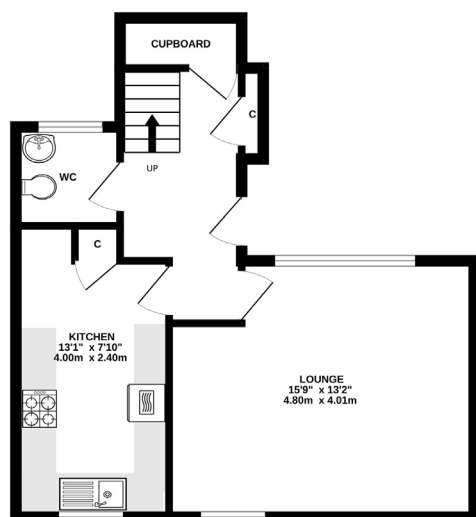 CUPBOARD
C
UP
WC
C
KITCHEN
13'1" x 7'10"
4.00m x 2.40m
LOUNGE
15'9" x 13'2"
4.80m x 4.01m